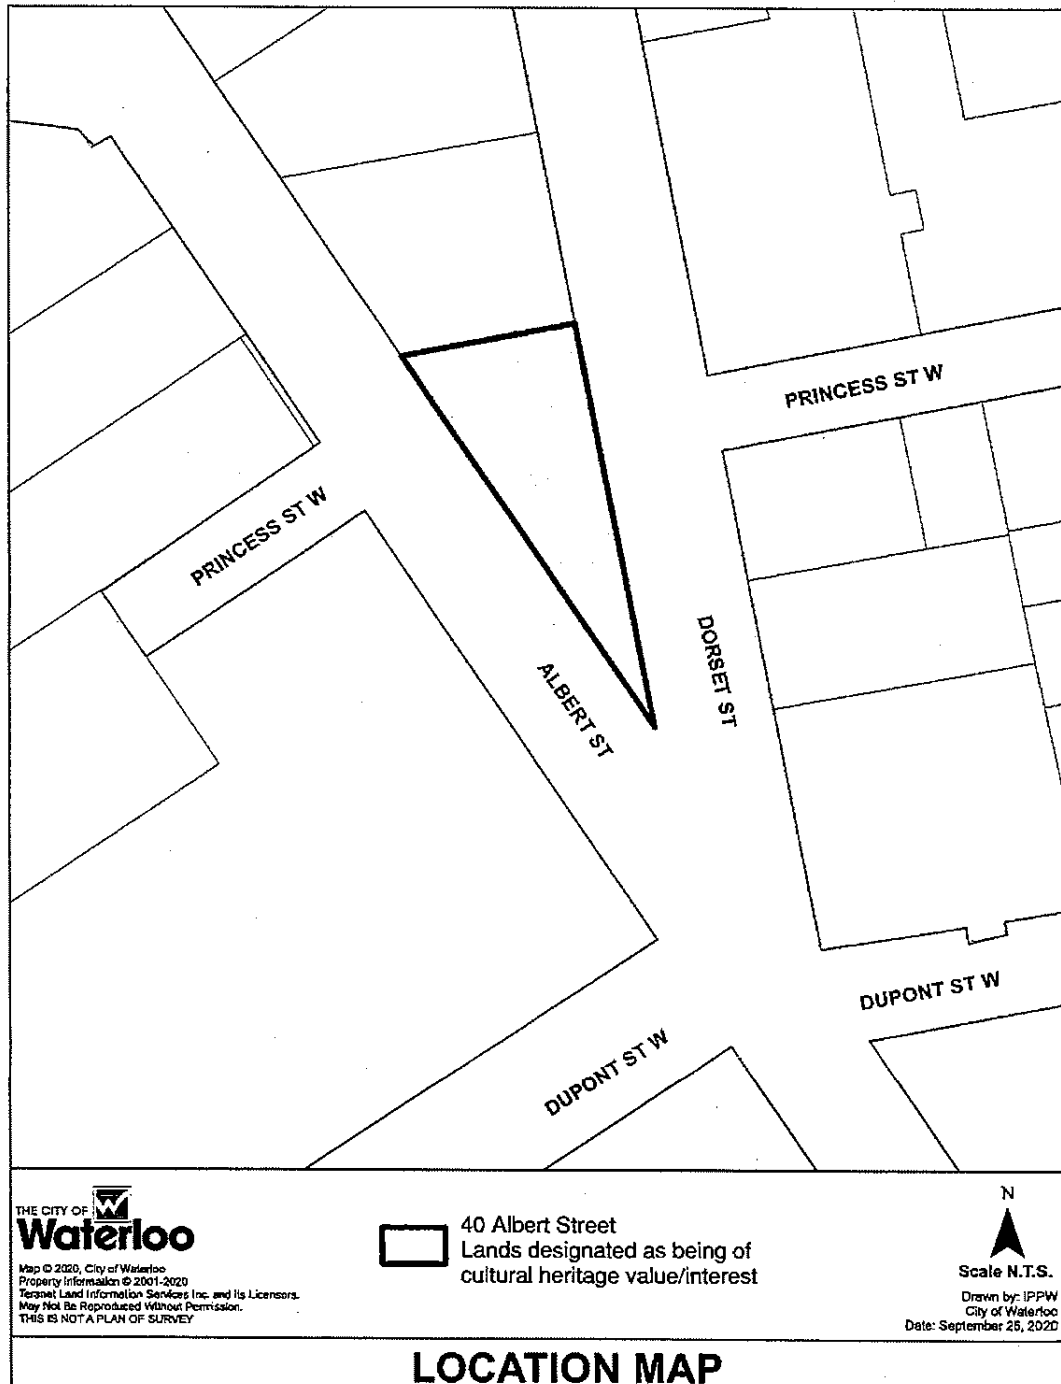 PRINCESS ST W
PRINCESS ST W
ALBERT ST
DORSET ST
DUPONT ST W
DUPONT ST W
THE CITY OF
Waterloo
Map © 2020, City of Waterloo
Property Information © 2001-2020
Teranet Land Information Services Inc. and its Licensors.
May Not Be Reproduced Without Permission.
THIS IS NOT A PLAN OF SURVEY
40 Albert Street
Lands designated as being of
cultural heritage value/interest
N
Scale N.T.S.
Drawn by: IPPW
City of Waterloo
Date: September 25, 2020
LOCATION MAP